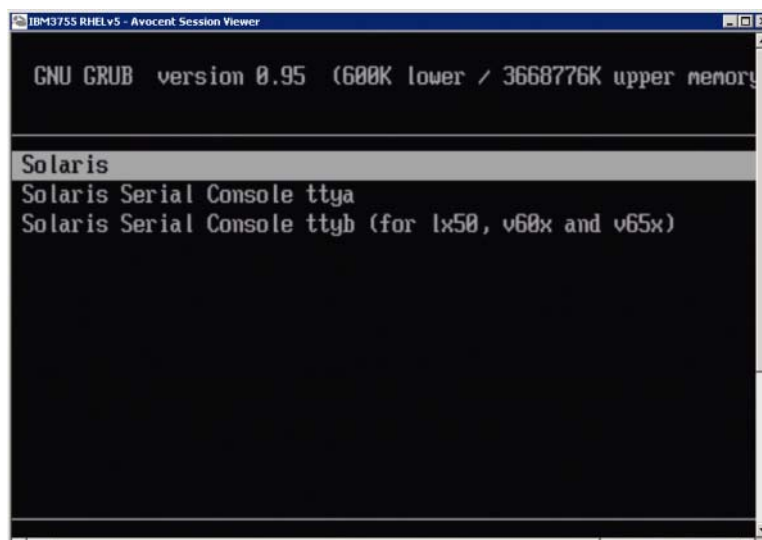 IBM3755 RHELv5 - Avocent Session Viewer
GNU GRUB version 0.95 (600K lower / 3668776K upper memory
Solaris
Solaris Serial Console ttya
Solaris Serial Console ttyb (for lx50, v60x and v65x)